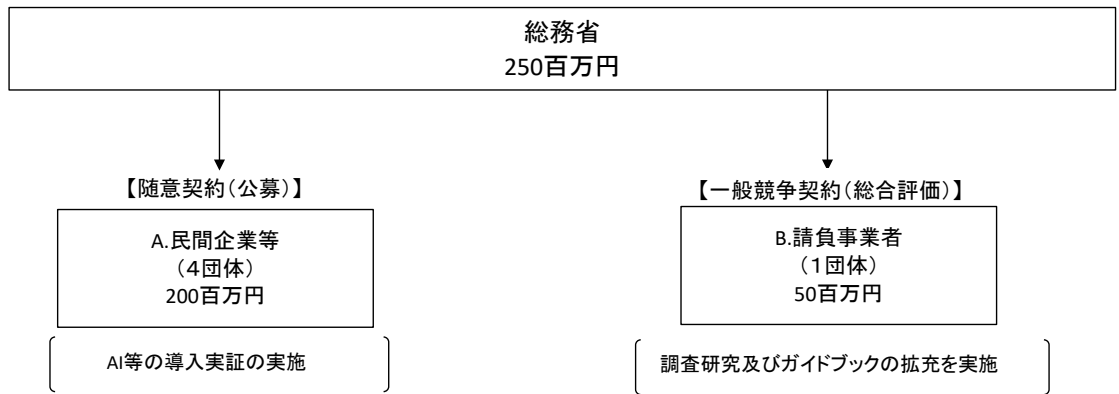 総務省
250百万円
【随意契約(公募)】
A.民間企業等
(4団体)
200百万円
AI等の導入実証の実施
【一般競争契約(総合評価)】
B.請負事業者
(1団体)
50百万円
調査研究及びガイドブックの拡充を実施